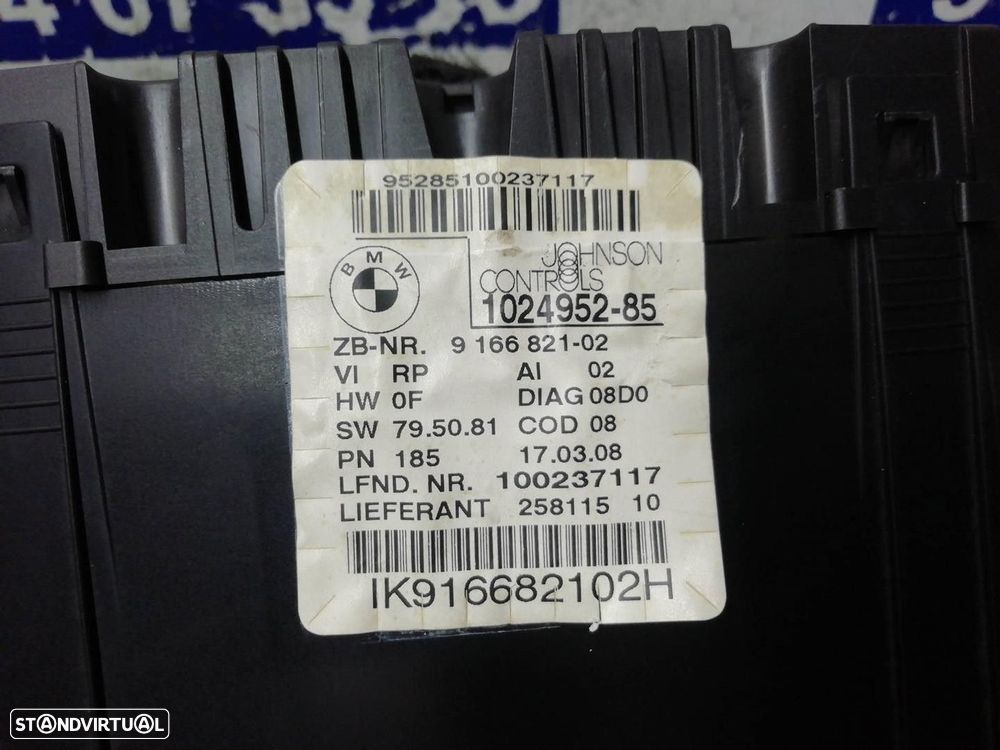 95285100237117
BMW
JOHNSON
CONTROLS
1024952-85
ZB-NR. 9 166 821-02
VI RP AI 02
HW 0F DIAG 08D0
SW 79.50.81 COD 08
PN 185 17.03.08
LFND. NR. 100237117
LIEFERANT 258115 10
IK916682102H
STANDVIRTUAL